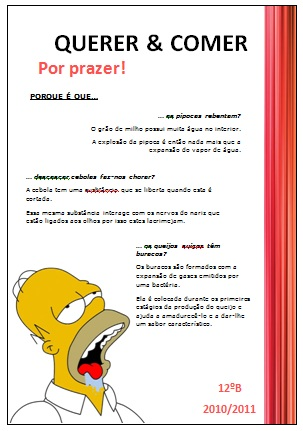 QUERER & COMER
Por prazer!
PORQUE É QUE...
... as pipocas rebentam?
O grão de milho possui muita água no interior.
A explosão da pipoca é então nada mais que a
expansão do vapor de água.
... descascar cebolas faz-nos chorar?
A cebola tem uma substância que se liberta quando esta é
cortada.
Essa mesma substância interage com os nervos do nariz que
estão ligados aos olhos por isso estes lacrimejam.
... os queijos suíços têm
buracos?
Os buracos são formados com a
expansão de gases emitidos por
uma bactéria.
Ela é colocada durante os primeiros
estágios da produção do queijo e
ajuda a amadurecê-lo e a dar-lhe
um sabor característico.
12ºB
2010/2011